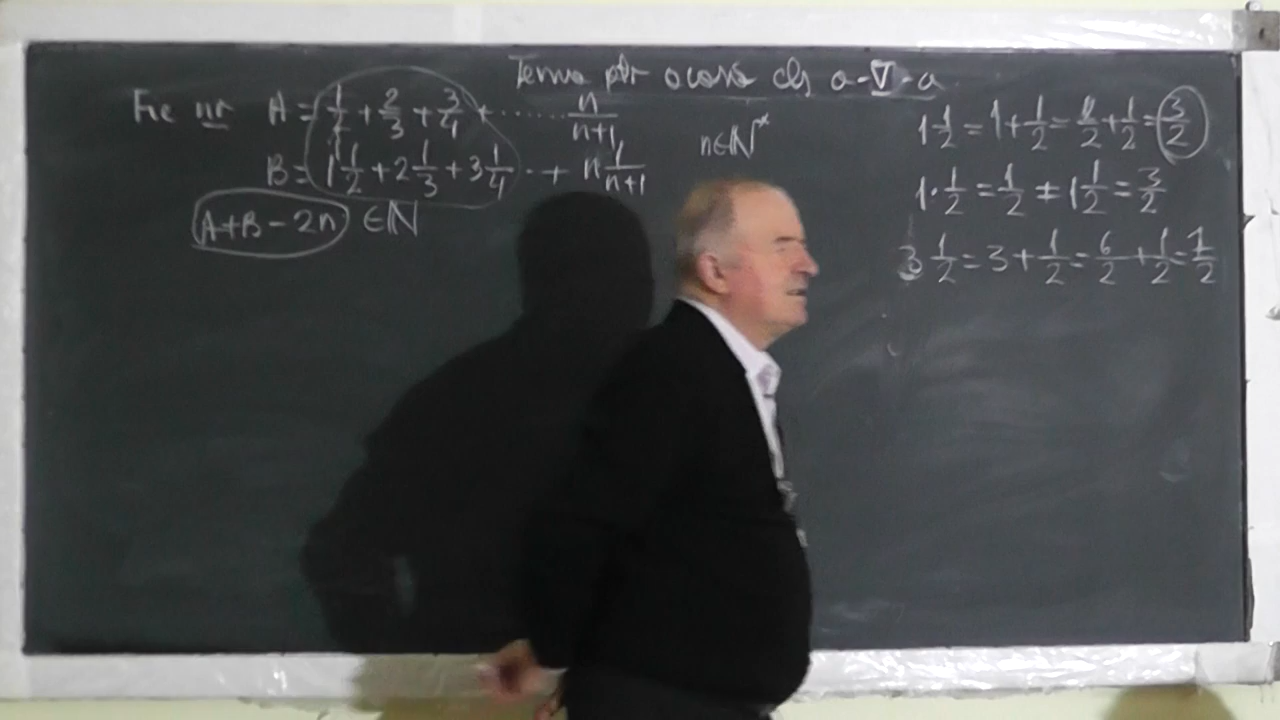 Temă ptr acasă cls a-V-a
Fie nr A = 1/2 + 2/3 + 3/4 + ...... n/n+1
n∈ℕ*
B = 1 1/2 + 2 1/3 + 3 1/4 ..+ n 1/n+1
A+B-2n ∈ℕ
1 1/2 = 1 + 1/2 = 2/2 + 1/2 = 3/2
1·1/2 = 1/2 ≠ 1 1/2 = 3/2
3 1/2 = 3 + 1/2 = 6/2 + 1/2 = 7/2